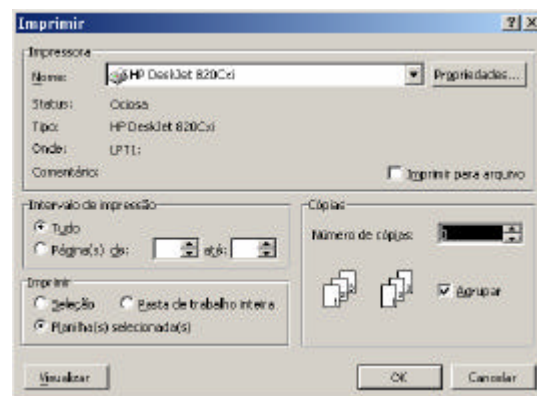 Imprimir
Impressora
Nome: HP DeskJet 820Cxi Propriedades...
Status: Ociosa
Tipo: HP DeskJet 820Cxi
Onde: LPT1:
Comentário: Imprimir para arquivo
Intervalo de impressão
Tudo
Página(s) de: até:
Cópias
Número de cópias: 1
Agrupar
Imprimir
Seleção Pasta de trabalho inteira
Planilha(s) selecionada(s)
Visualizar OK Cancelar